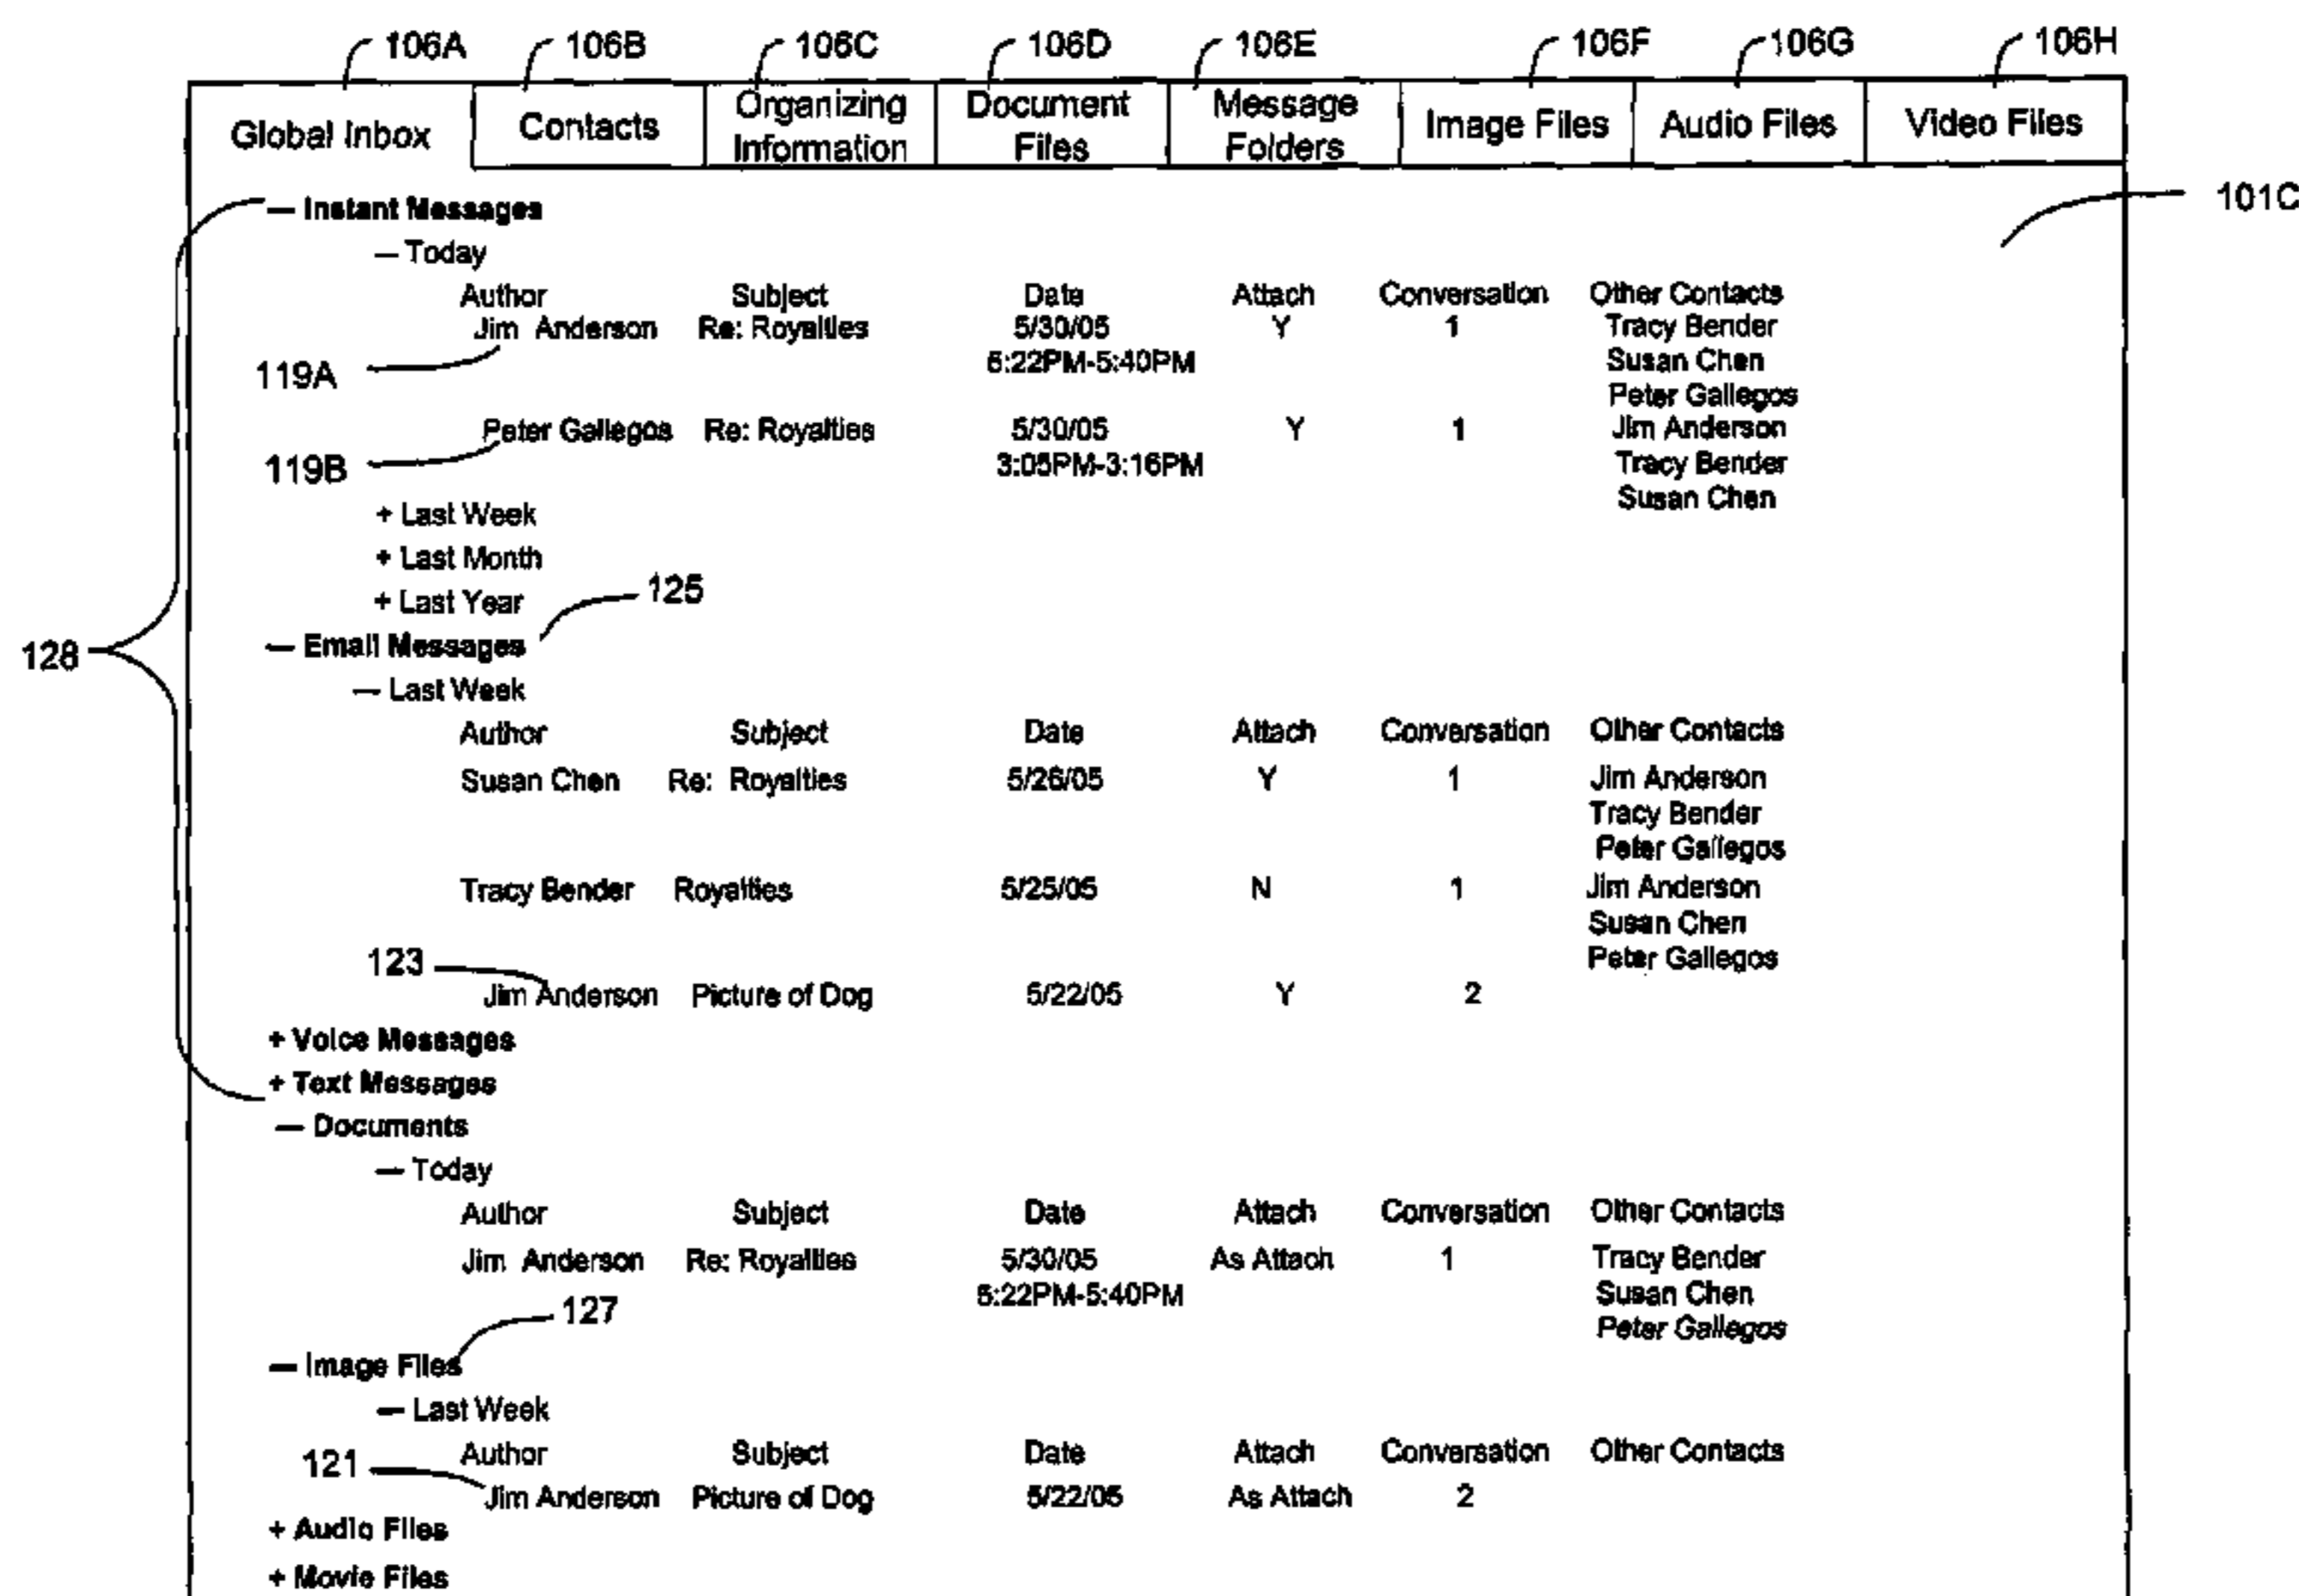 106A 106B 106C 106D 106E 106F 106G 106H
Global Inbox Contacts Organizing Information Document Files Message Folders Image Files Audio Files Video Files
101C
— Instant Messages
— Today
Author Subject Date Attach Conversation Other Contacts
Jim Anderson Re: Royalties 5/30/05 Y 1 Tracy Bender
119A 5:22PM-5:40PM Susan Chen
Peter Gallegos
Peter Gallegos Re: Royalties 5/30/05 Y 1 Jim Anderson
119B 3:05PM-3:16PM Tracy Bender
Susan Chen
+ Last Week
+ Last Month
+ Last Year 125
128 — Email Messages
— Last Week
Author Subject Date Attach Conversation Other Contacts
Susan Chen Re: Royalties 5/26/05 Y 1 Jim Anderson
Tracy Bender
Peter Gallegos
Tracy Bender Royalties 5/25/05 N 1 Jim Anderson
Susan Chen
123 Peter Gallegos
Jim Anderson Picture of Dog 5/22/05 Y 2
+ Voice Messages
+ Text Messages
— Documents
— Today
Author Subject Date Attach Conversation Other Contacts
Jim Anderson Re: Royalties 5/30/05 As Attach 1 Tracy Bender
5:22PM-5:40PM Susan Chen
127 Peter Gallegos
— Image Files
— Last Week
Author Subject Date Attach Conversation Other Contacts
121 Jim Anderson Picture of Dog 5/22/05 As Attach 2
+ Audio Files
+ Movie Files